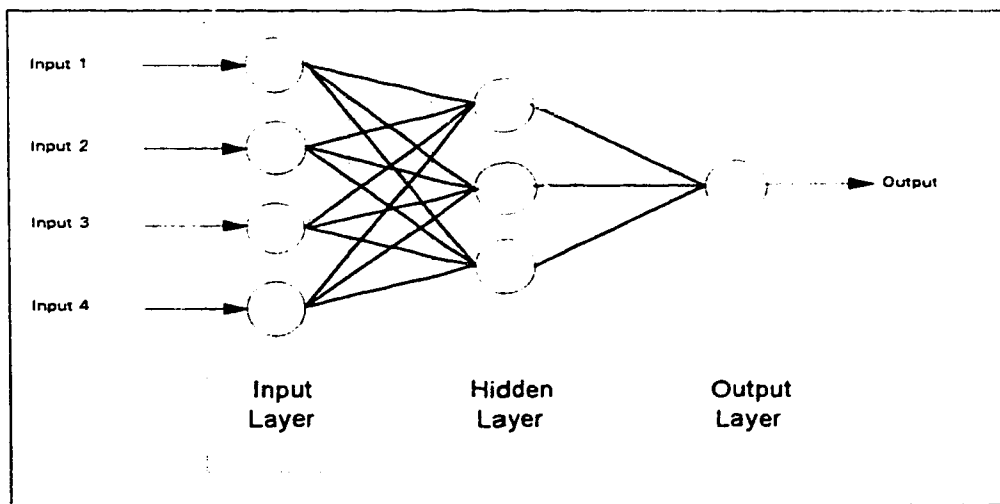 Input 1
Input 2
Input 3
Input 4
Output
Input
Layer
Hidden
Layer
Output
Layer